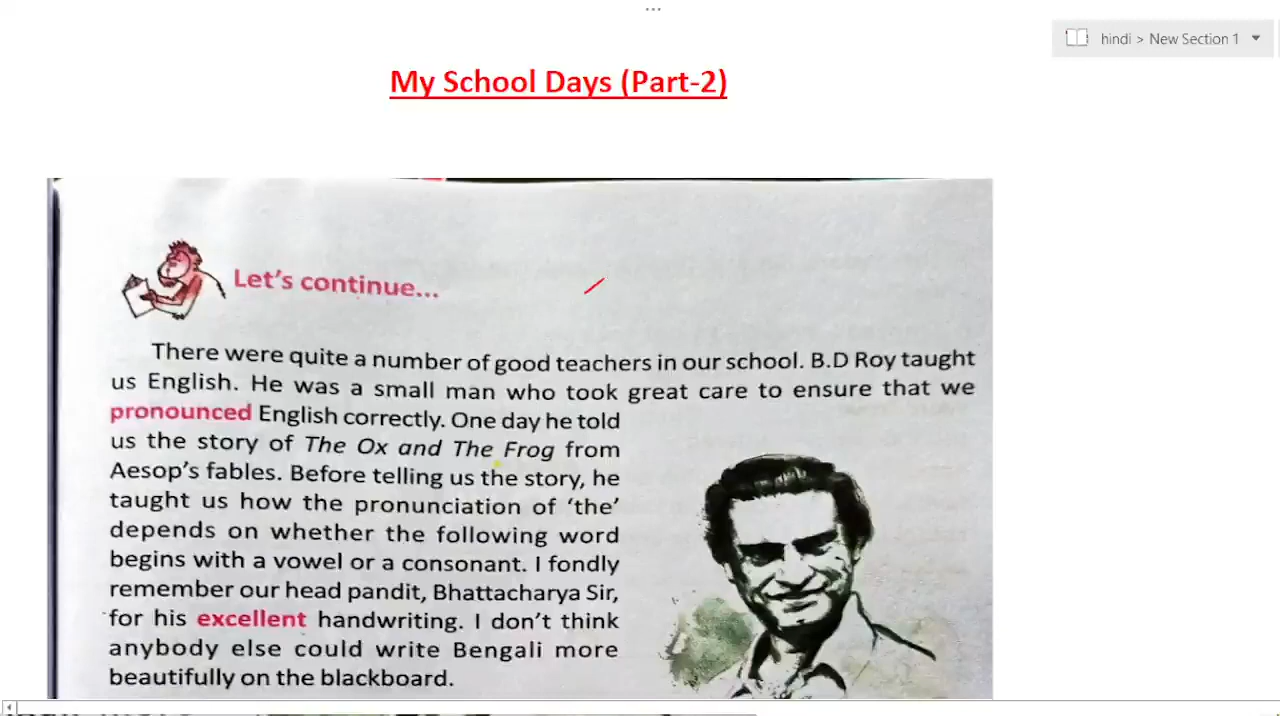 ...
hindi > New Section 1
My School Days (Part-2)
Let's continue...
There were quite a number of good teachers in our school. B.D Roy taught
us English. He was a small man who took great care to ensure that we
pronounced English correctly. One day he told
us the story of The Ox and The Frog from
Aesop's fables. Before telling us the story, he
taught us how the pronunciation of 'the'
depends on whether the following word
begins with a vowel or a consonant. I fondly
remember our head pandit, Bhattacharya Sir,
for his excellent handwriting. I don't think
anybody else could write Bengali more
beautifully on the blackboard.